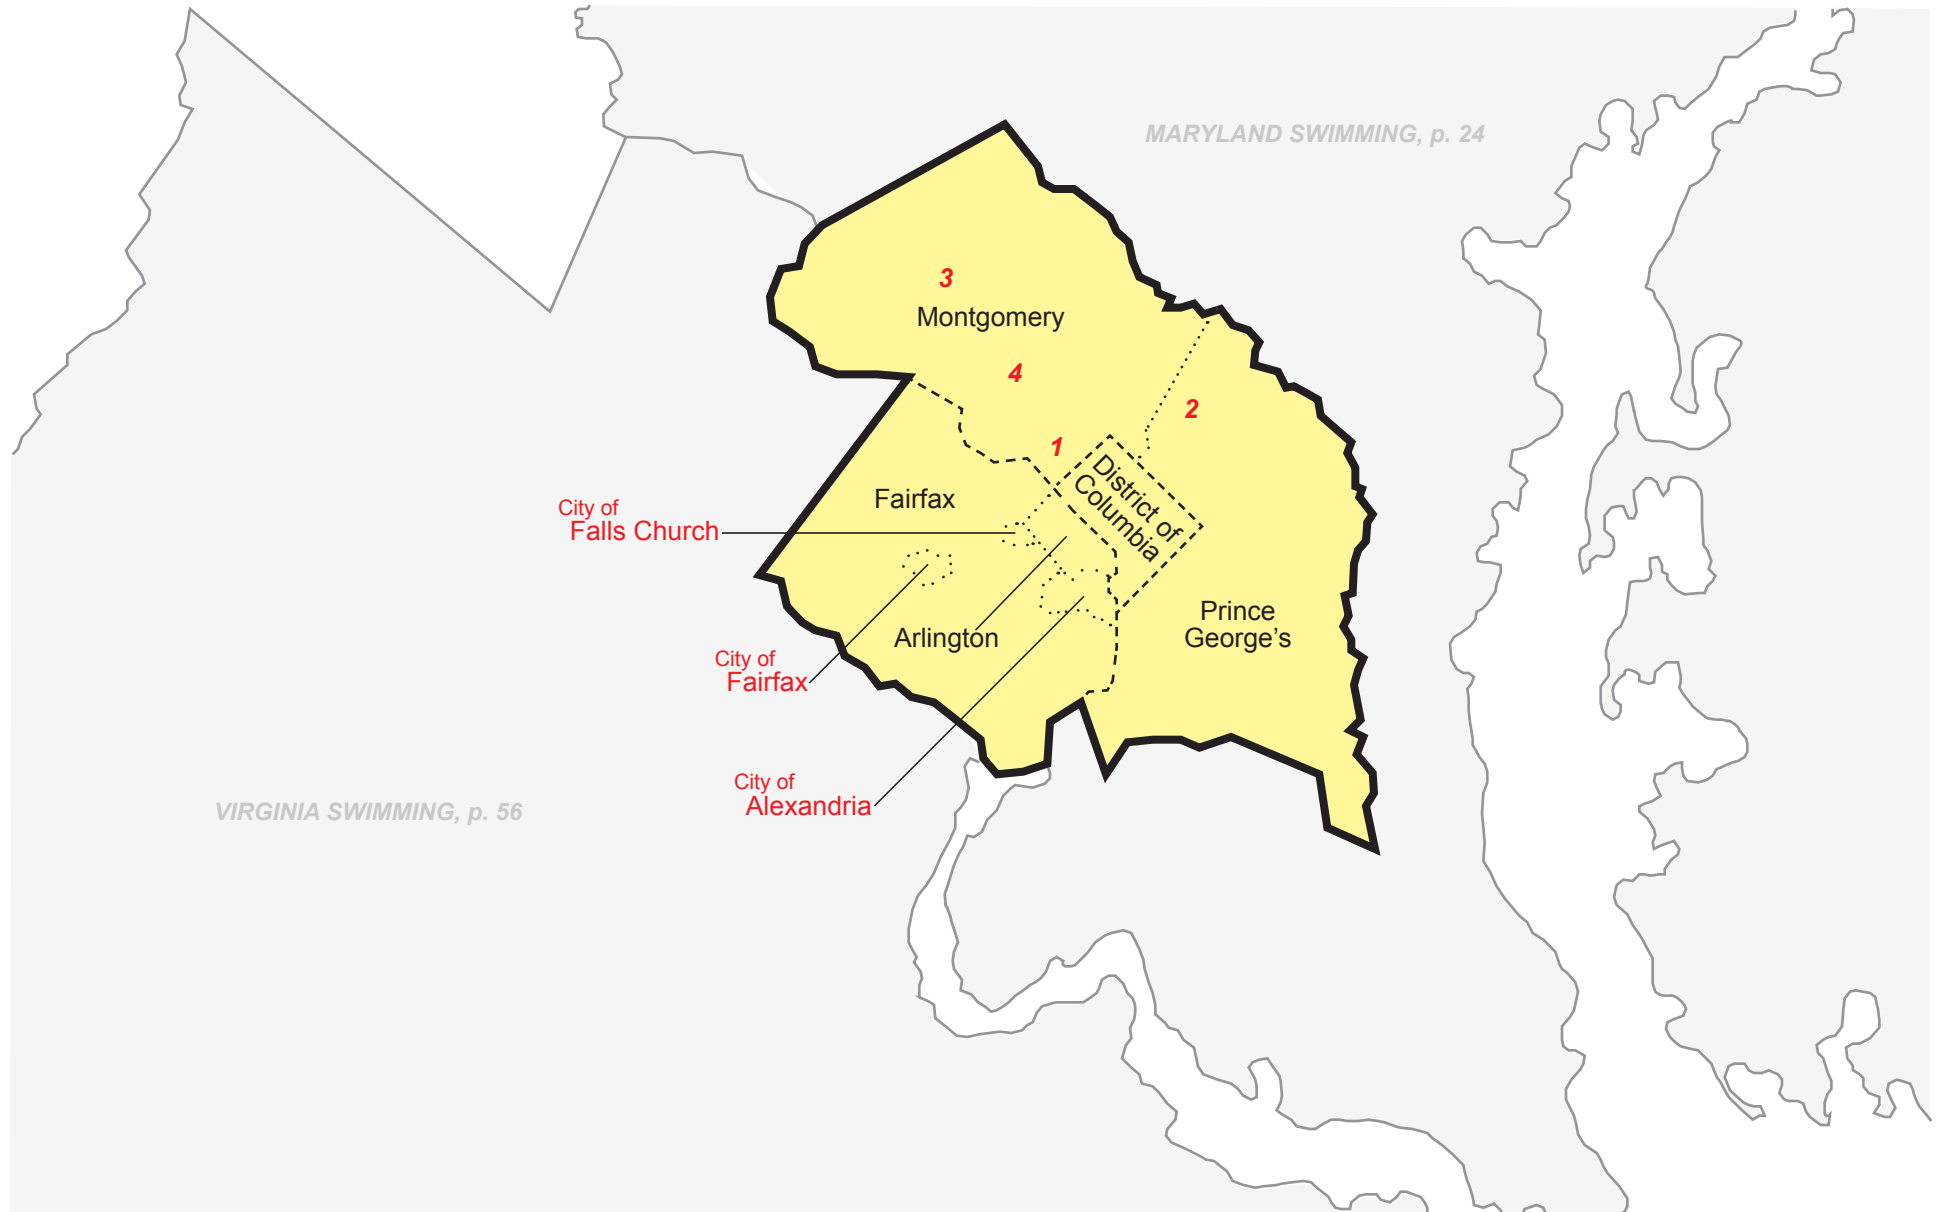 MARYLAND SWIMMING, p. 24
3
Montgomery
4
2
1
District of
Columbia
Fairfax
City of
Falls Church
Prince
George’s
Arlington
City of
Fairfax
City of
Alexandria
VIRGINIA SWIMMING, p. 56